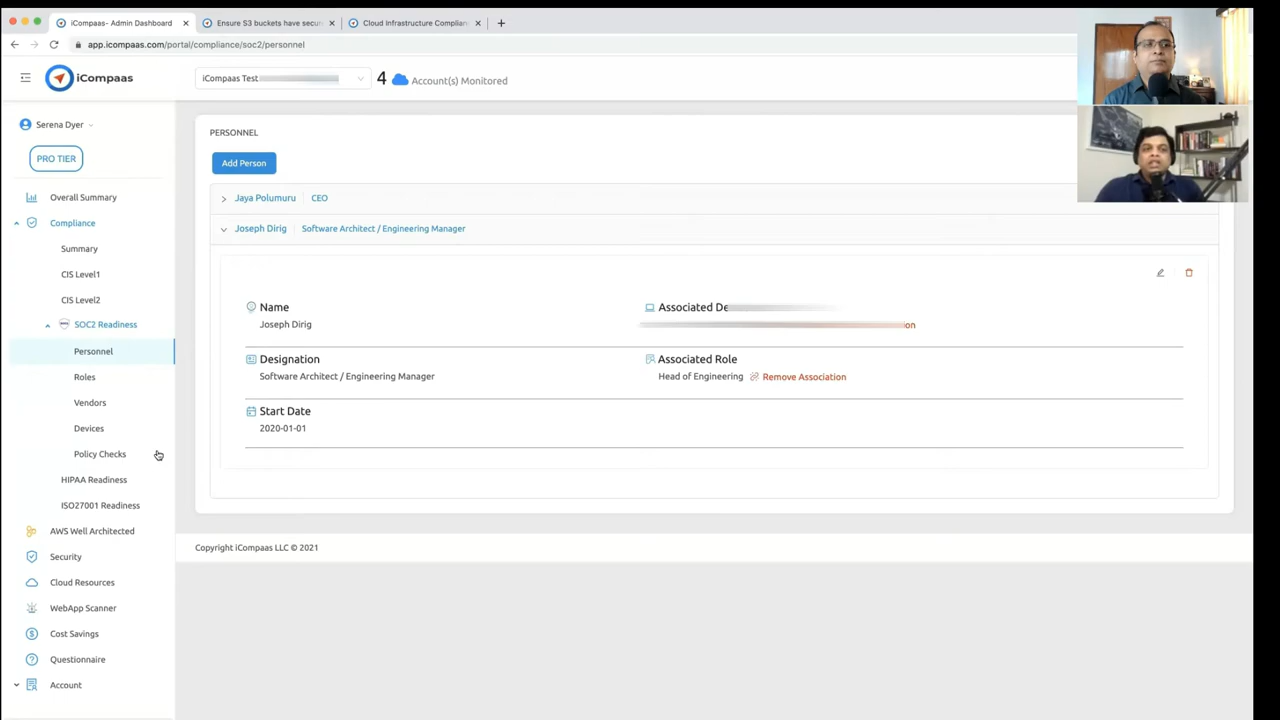 iCompaas- Admin Dashboard
Ensure S3 buckets have secur
Cloud Infrastructure Complian
app.icompaas.com/portal/compliance/soc2/personnel
iCompaas
iCompaas Test
4 Account(s) Monitored
Serena Dyer
PRO TIER
Overall Summary
Compliance
Summary
CIS Level1
CIS Level2
SOC2 Readiness
Personnel
Roles
Vendors
Devices
Policy Checks
HIPAA Readiness
ISO27001 Readiness
AWS Well Architected
Security
Cloud Resources
WebApp Scanner
Cost Savings
Questionnaire
Account
PERSONNEL
Add Person
Jaya Polumuru | CEO
Joseph Dirig | Software Architect / Engineering Manager
Name
Joseph Dirig
Associated De
on
Designation
Software Architect / Engineering Manager
Associated Role
Head of Engineering Remove Association
Start Date
2020-01-01
Copyright iCompaas LLC © 2021